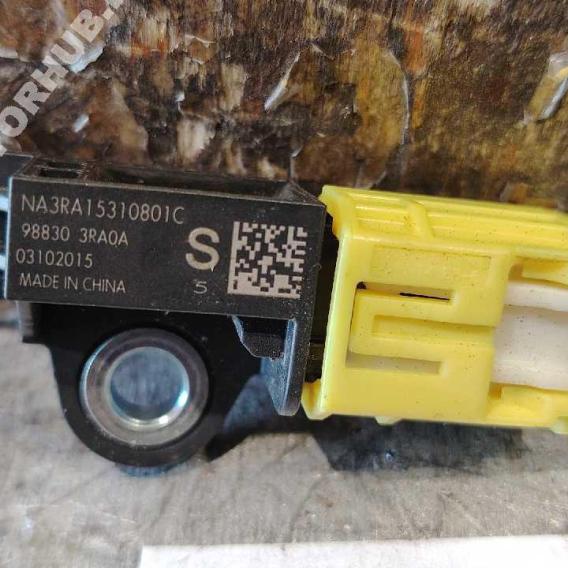 NA3RA15310801C
98830 3RA0A
03102015
MADE IN CHINA
S
5